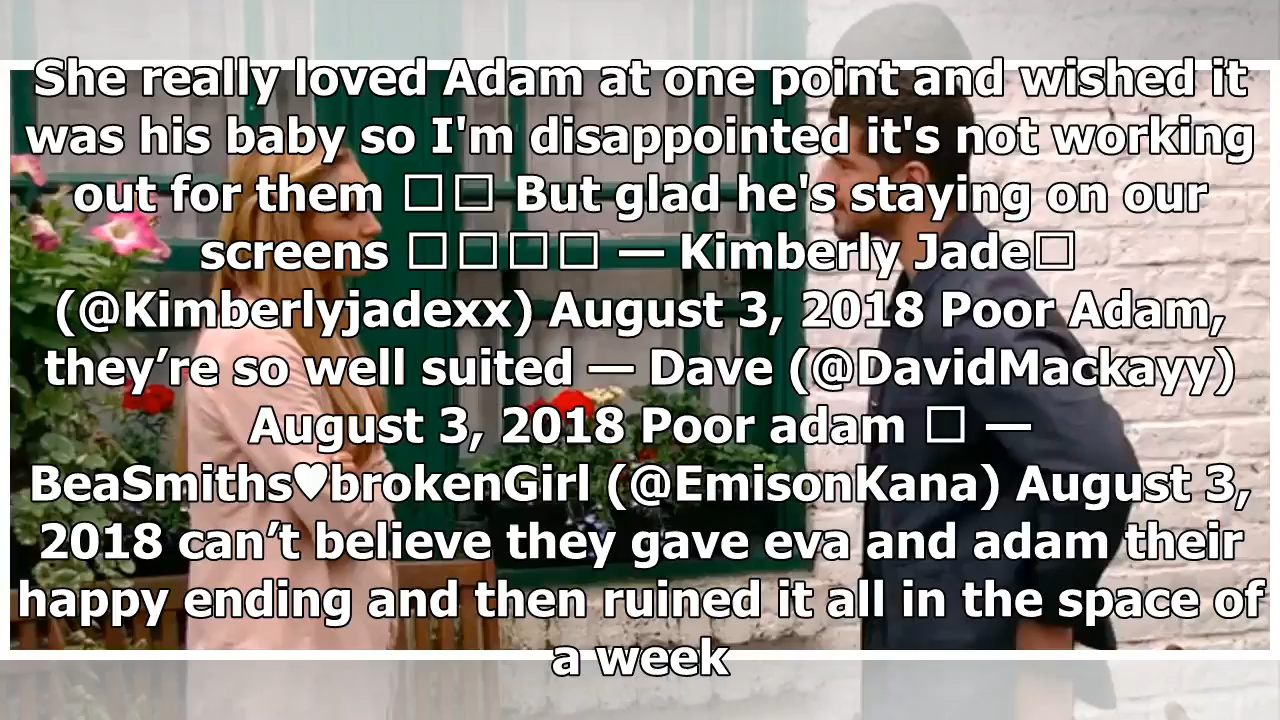 She really loved Adam at one point and wished it
was his baby so I'm disappointed it's not working
out for them □□ But glad he's staying on our
screens □□□□ — Kimberly Jade□
(@Kimberlyjadexx) August 3, 2018 Poor Adam,
they’re so well suited — Dave (@DavidMackayy)
August 3, 2018 Poor adam □ —
BeaSmiths♥brokenGirl (@EmisonKana) August 3,
2018 can’t believe they gave eva and adam their
happy ending and then ruined it all in the space of
a week